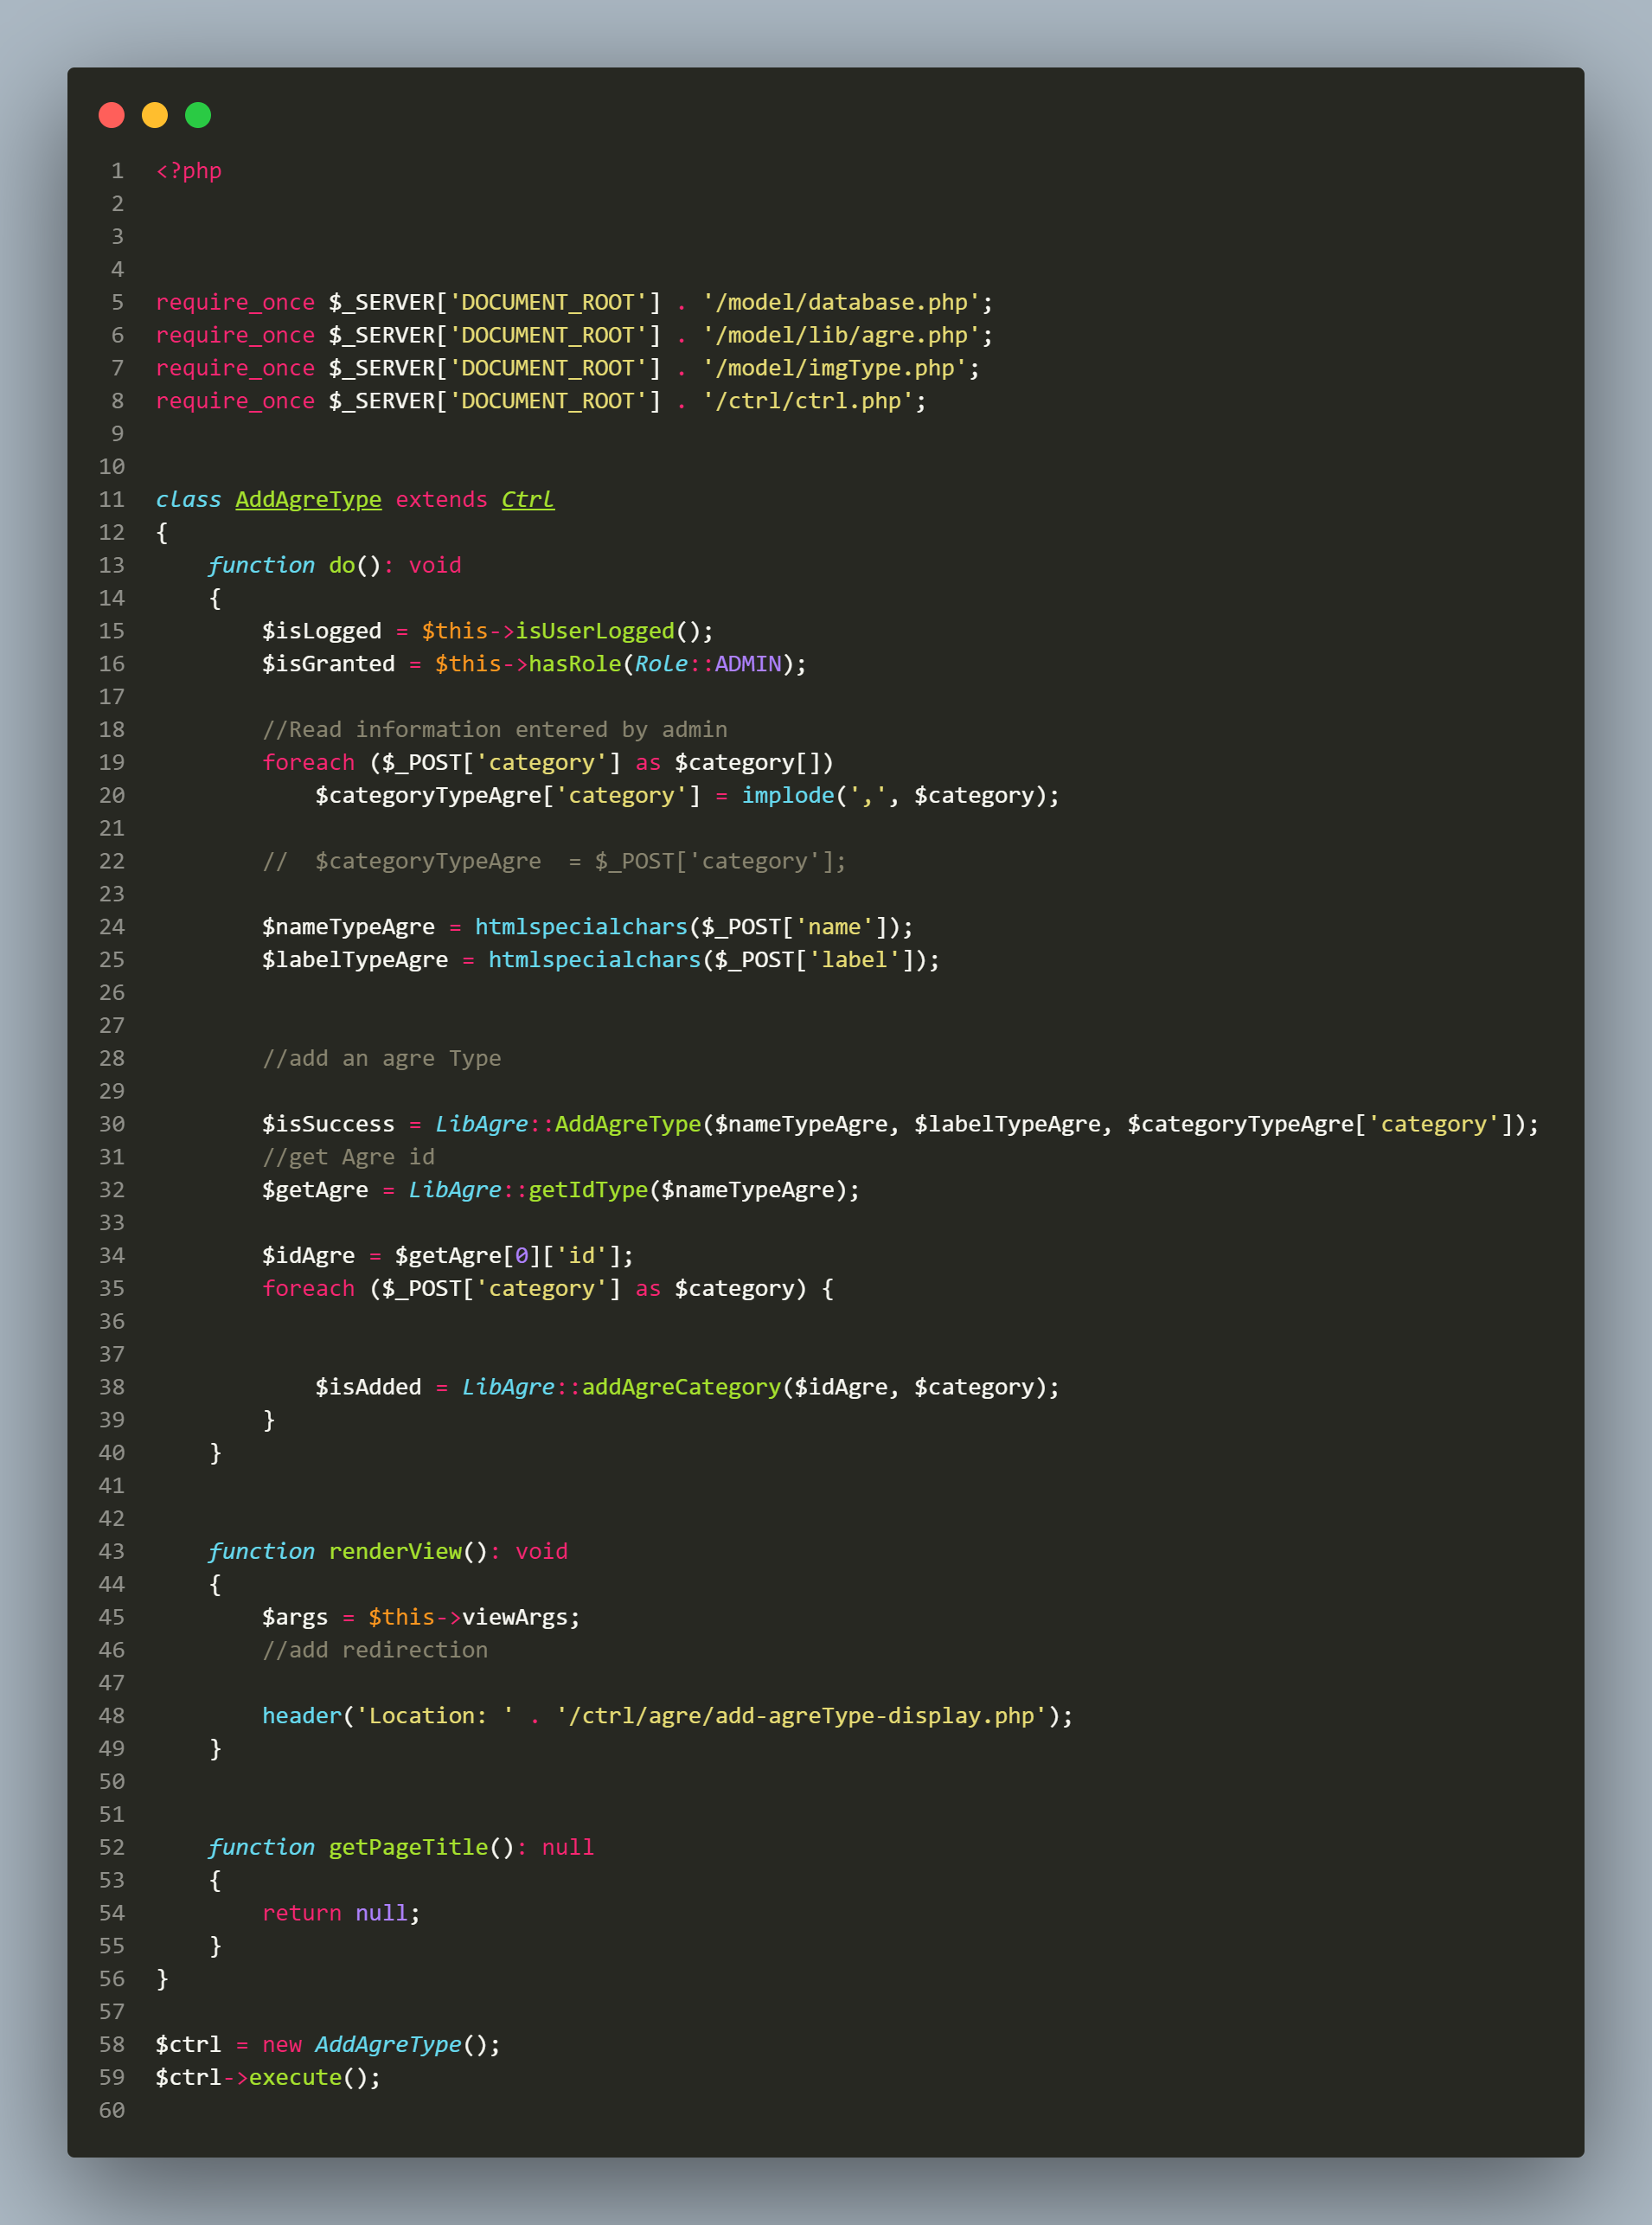 1 <?php
2
3
4
5 require_once $_SERVER['DOCUMENT_ROOT'] . '/model/database.php';
6 require_once $_SERVER['DOCUMENT_ROOT'] . '/model/lib/agre.php';
7 require_once $_SERVER['DOCUMENT_ROOT'] . '/model/imgType.php';
8 require_once $_SERVER['DOCUMENT_ROOT'] . '/ctrl/ctrl.php';
9
10
11 class AddAgreType extends Ctrl
12 {
13     function do(): void
14     {
15         $isLogged = $this->isUserLogged();
16         $isGranted = $this->hasRole(Role::ADMIN);
17
18         //Read information entered by admin
19         foreach ($_POST['category'] as $category[])
20             $categoryTypeAgre['category'] = implode(',', $category);
21
22         //  $categoryTypeAgre  = $_POST['category'];
23
24         $nameTypeAgre = htmlspecialchars($_POST['name']);
25         $labelTypeAgre = htmlspecialchars($_POST['label']);
26
27
28         //add an agre Type
29
30         $isSuccess = LibAgre::AddAgreType($nameTypeAgre, $labelTypeAgre, $categoryTypeAgre['category']);
31         //get Agre id
32         $getAgre = LibAgre::getIdType($nameTypeAgre);
33
34         $idAgre = $getAgre[0]['id'];
35         foreach ($_POST['category'] as $category) {
36
37
38             $isAdded = LibAgre::addAgreCategory($idAgre, $category);
39         }
40     }
41
42
43     function renderView(): void
44     {
45         $args = $this->viewArgs;
46         //add redirection
47
48         header('Location: ' . '/ctrl/agre/add-agreType-display.php');
49     }
50
51
52     function getPageTitle(): null
53     {
54         return null;
55     }
56 }
57
58 $ctrl = new AddAgreType();
59 $ctrl->execute();
60